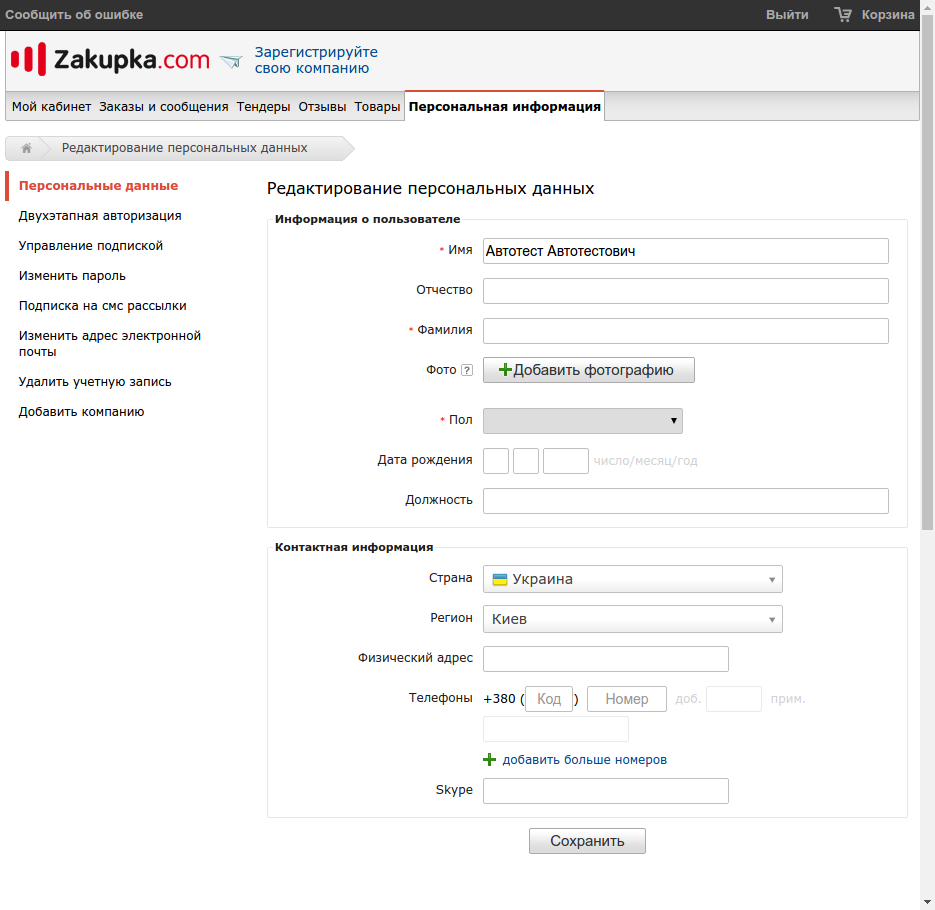 Сообщить об ошибке Выйти Корзина
Zakupka.com
Зарегистрируйте
свою компанию
Мой кабинет Заказы и сообщения Тендеры Отзывы Товары Персональная информация
Редактирование персональных данных
Персональные данные
Двухэтапная авторизация
Управление подпиской
Изменить пароль
Подписка на смс рассылки
Изменить адрес электронной
почты
Удалить учетную запись
Добавить компанию
Редактирование персональных данных
Информация о пользователе
* Имя Автотест Автотестович
Отчество
* Фамилия
Фото ? Добавить фотографию
* Пол
Дата рождения число/месяц/год
Должность
Контактная информация
Страна Украина
Регион Киев
Физический адрес
Телефоны +380 ( Код ) Номер доб. прим.
добавить больше номеров
Skype
Сохранить